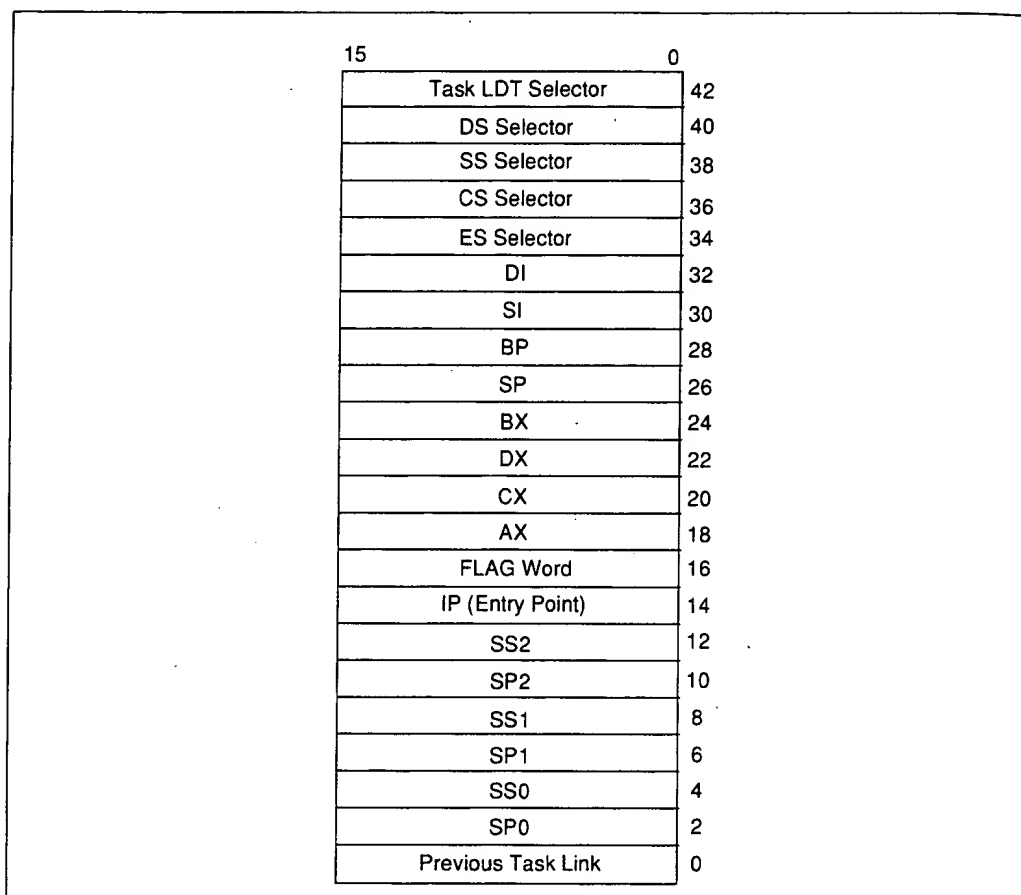 15 0
Task LDT Selector 42
DS Selector 40
SS Selector 38
CS Selector 36
ES Selector 34
DI 32
SI 30
BP 28
SP 26
BX 24
DX 22
CX 20
AX 18
FLAG Word 16
IP (Entry Point) 14
SS2 12
SP2 10
SS1 8
SP1 6
SS0 4
SP0 2
Previous Task Link 0